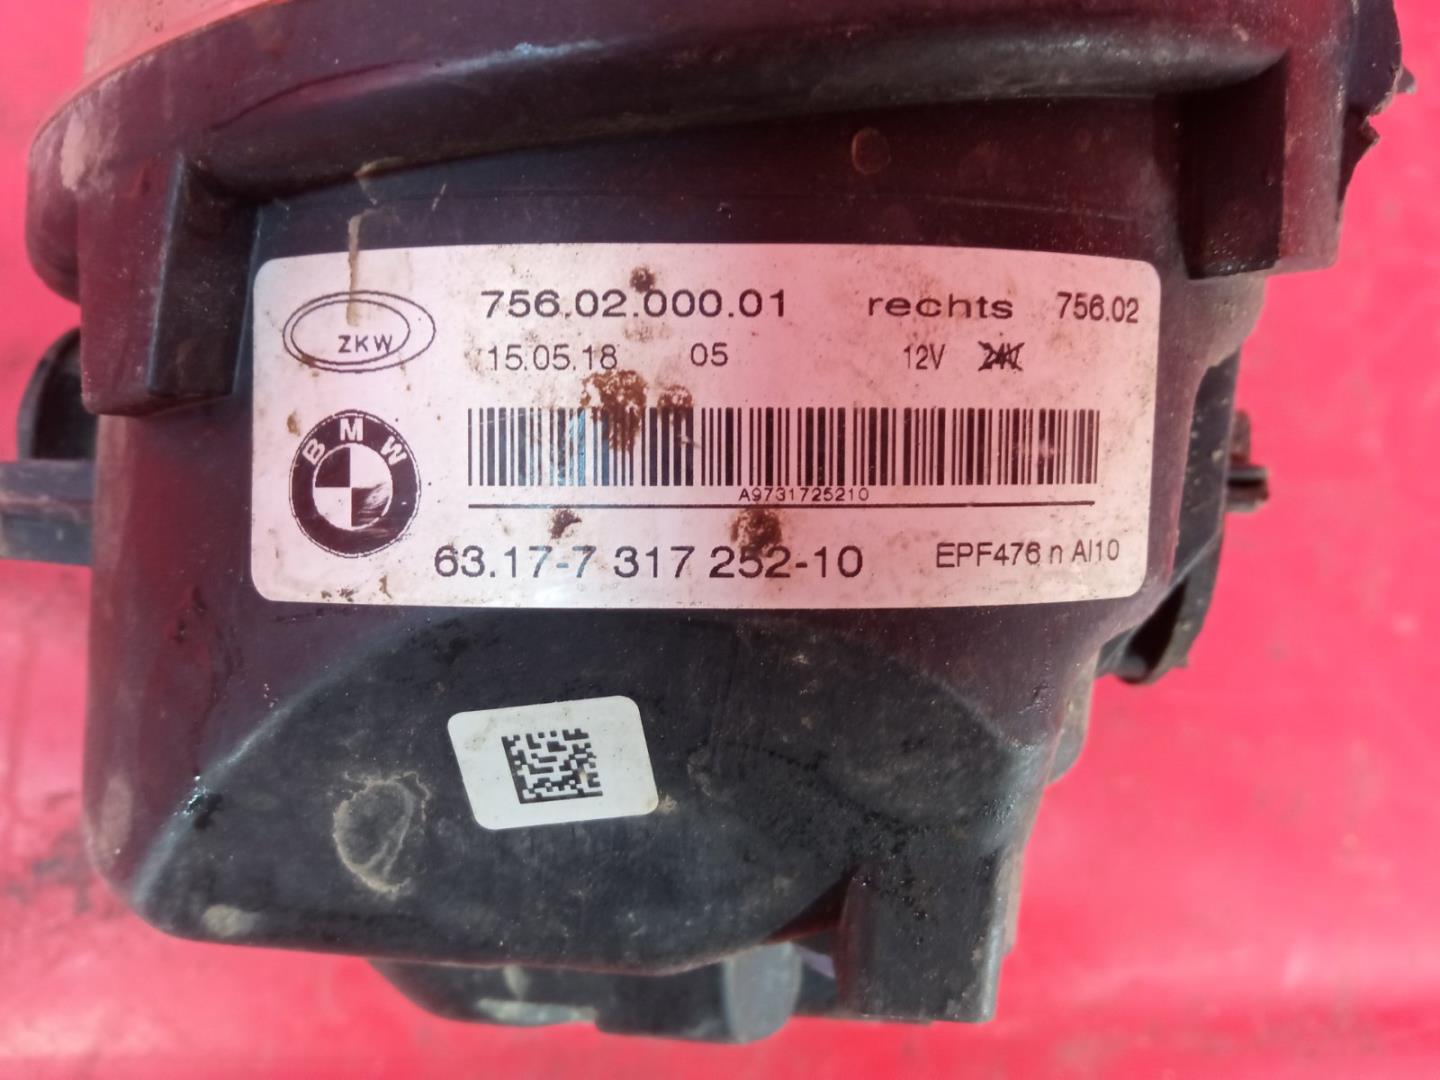 756.02.000.01 rechts 756.02
ZKW
15.05.18 05 12V 24V
BMW
A9731725210
63.17-7 317 252-10 EPF476 n AI10